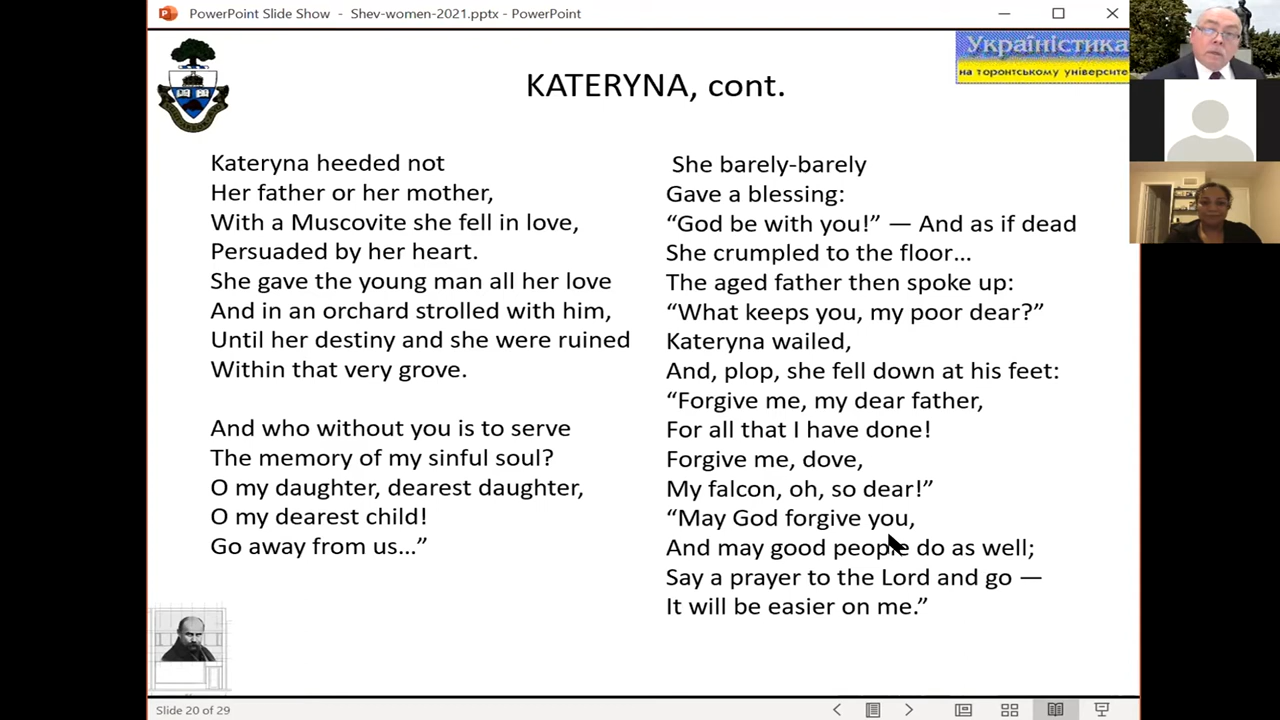 PowerPoint Slide Show - Shev-women-2021.pptx - PowerPoint
Україністика
на торонтському університе
KATERYNA, cont.
Kateryna heeded not
Her father or her mother,
With a Muscovite she fell in love,
Persuaded by her heart.
She gave the young man all her love
And in an orchard strolled with him,
Until her destiny and she were ruined
Within that very grove.
And who without you is to serve
The memory of my sinful soul?
O my daughter, dearest daughter,
O my dearest child!
Go away from us…”
She barely-barely
Gave a blessing:
“God be with you!” — And as if dead
She crumpled to the floor…
The aged father then spoke up:
“What keeps you, my poor dear?”
Kateryna wailed,
And, plop, she fell down at his feet:
“Forgive me, my dear father,
For all that I have done!
Forgive me, dove,
My falcon, oh, so dear!”
“May God forgive you,
And may good people do as well;
Say a prayer to the Lord and go —
It will be easier on me.”
Slide 20 of 29